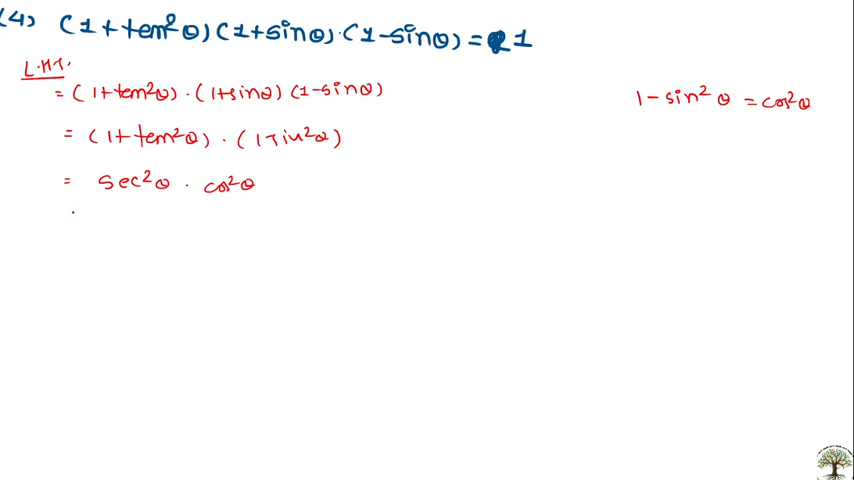 (4) (1+tan²θ)(1+sinθ).(1-sinθ)=1
L.H.S.
=(1+tan²θ).(1+sinθ)(1-sinθ)
1-sin²θ=cos²θ
=(1+tan²θ).(1-sin²θ)
= sec²θ . cos²θ